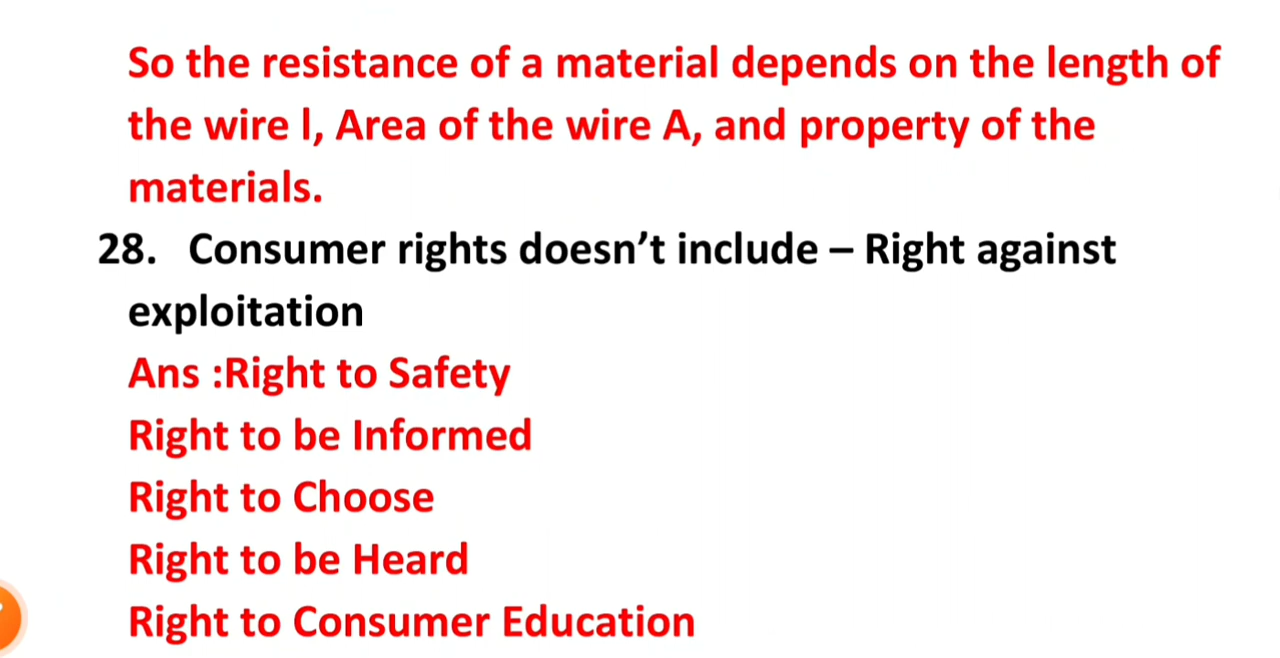 So the resistance of a material depends on the length of
the wire l, Area of the wire A, and property of the
materials.
28. Consumer rights doesn’t include – Right against
exploitation
Ans :Right to Safety
Right to be Informed
Right to Choose
Right to be Heard
Right to Consumer Education